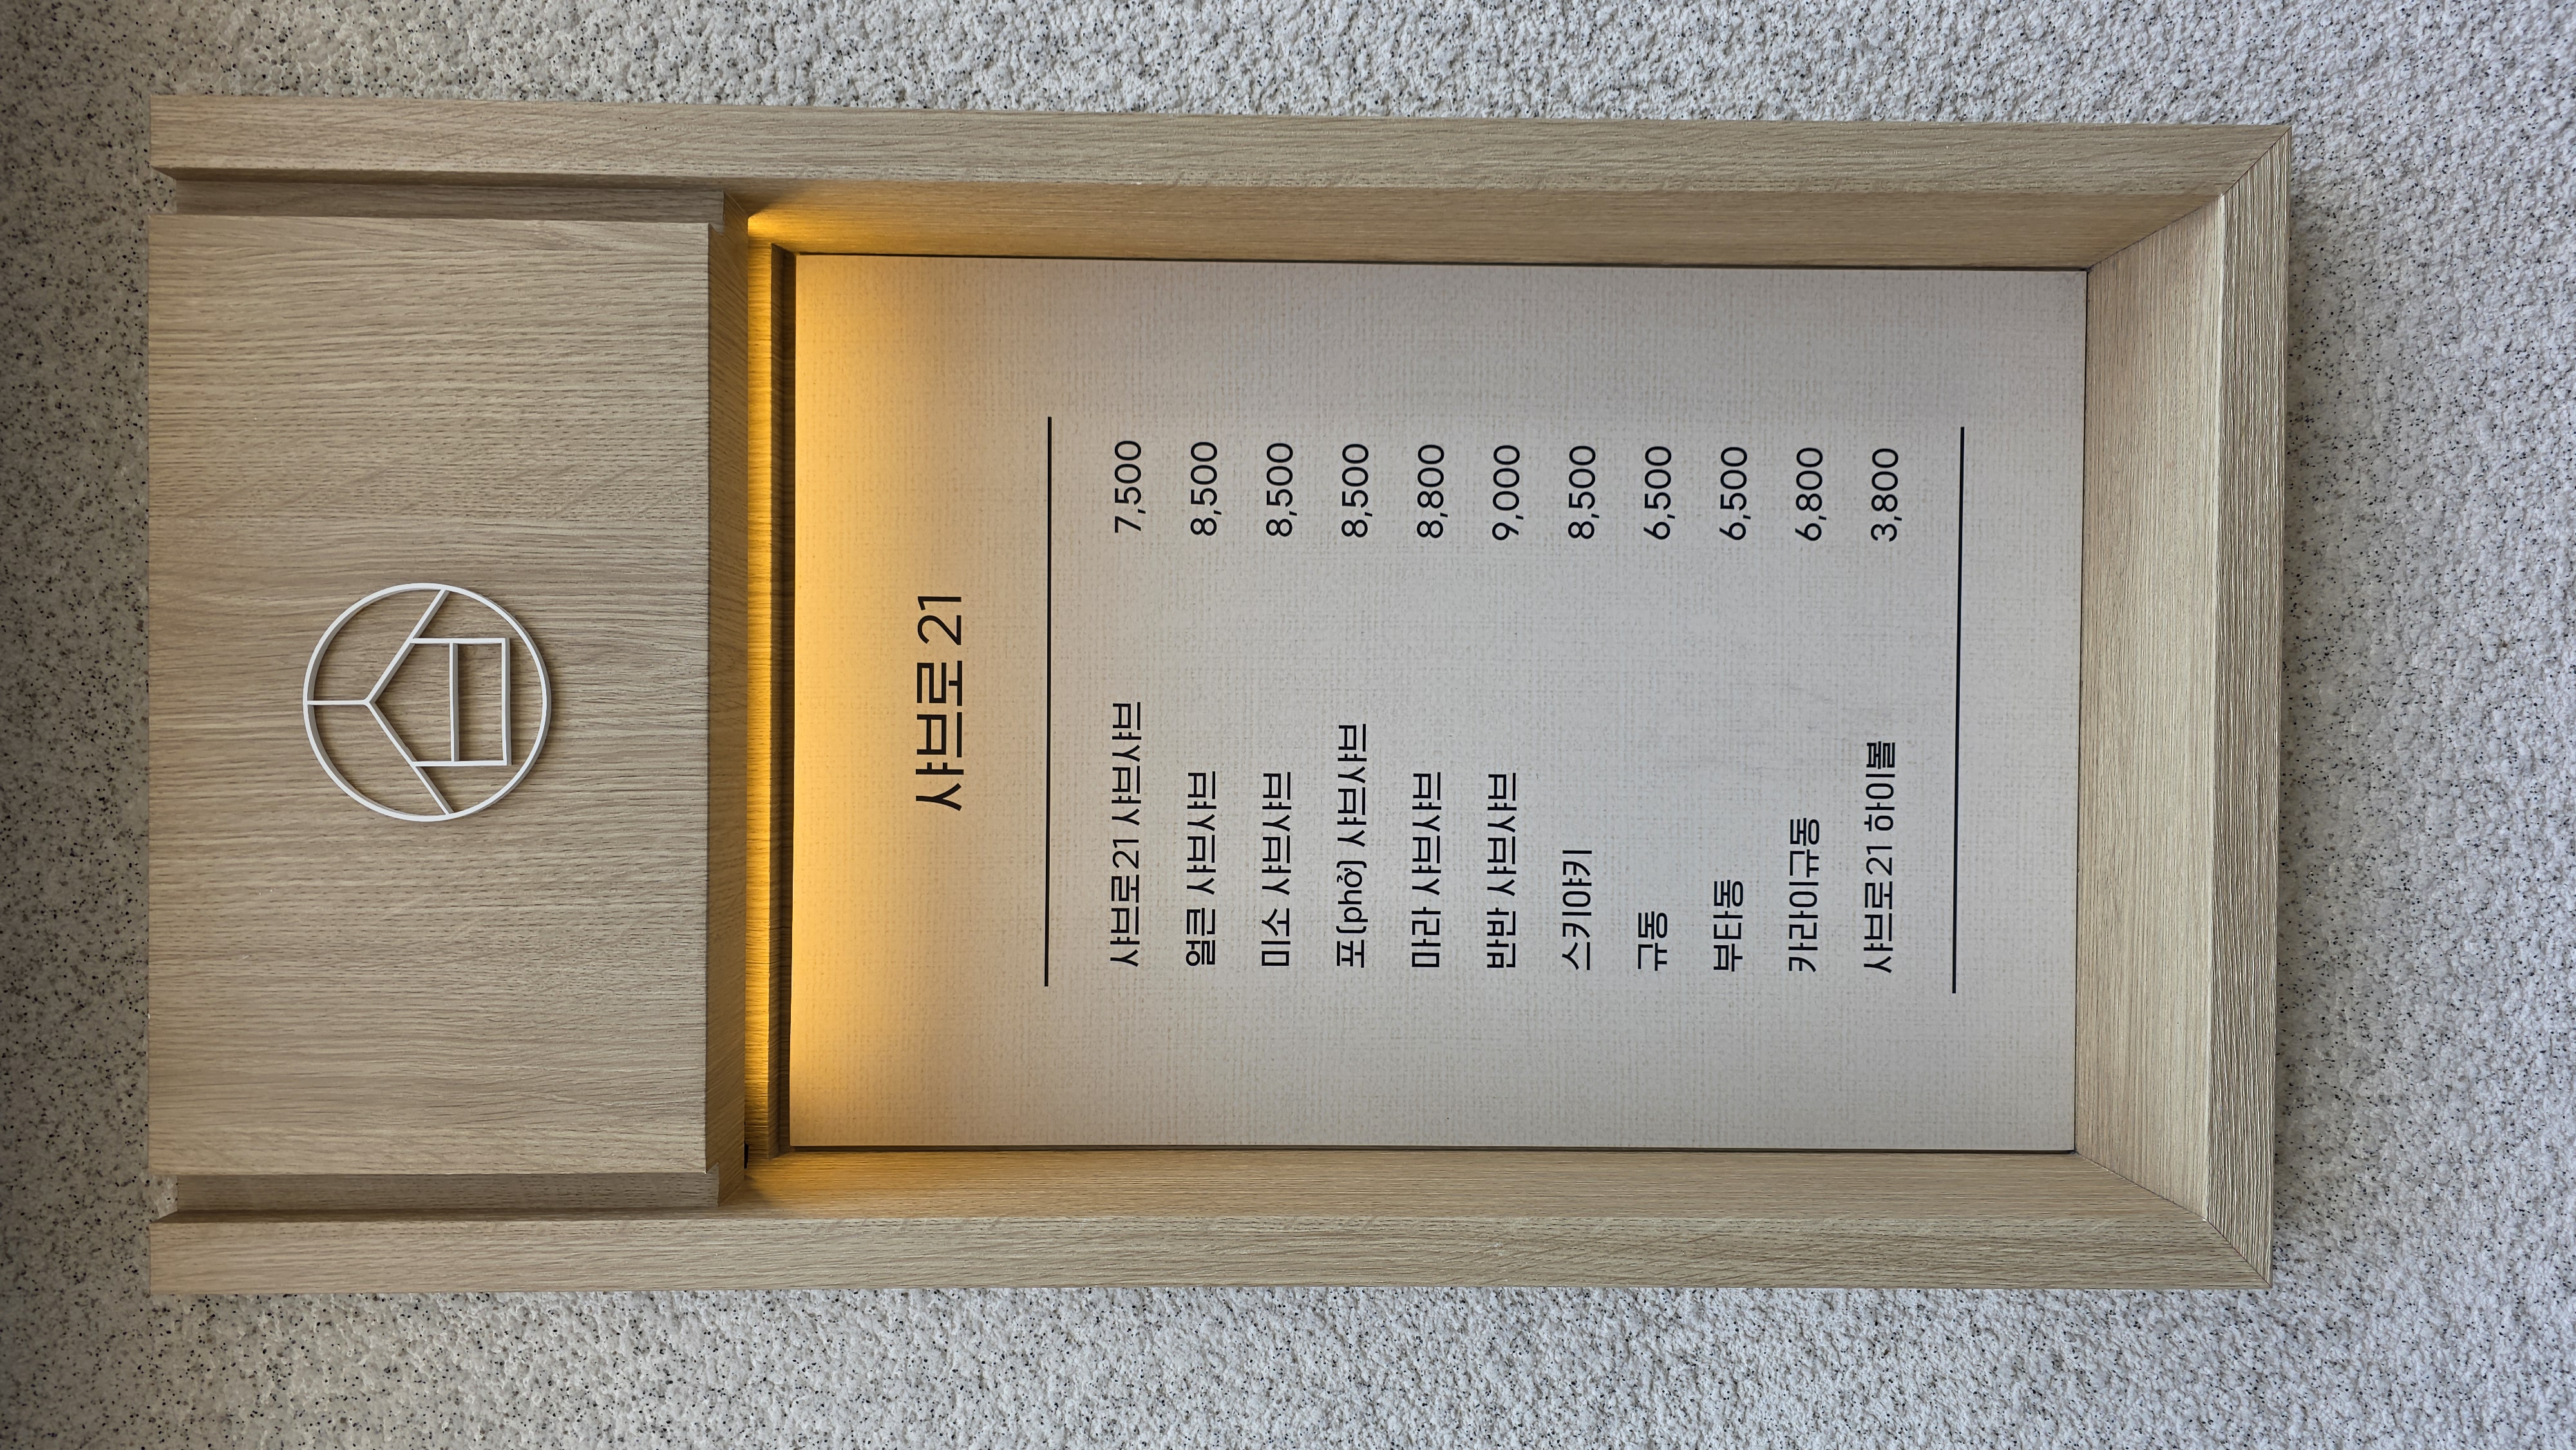 샤브로 21
샤브로21 샤브샤브 7,500
얼큰 샤브샤브 8,500
미소 샤브샤브 8,500
포(phở) 샤브샤브 8,500
마라 샤브샤브 8,800
반반 샤브샤브 9,000
스키야키 8,500
규동 6,500
부타동 6,500
카라이규동 6,800
샤브로21 하이볼 3,800